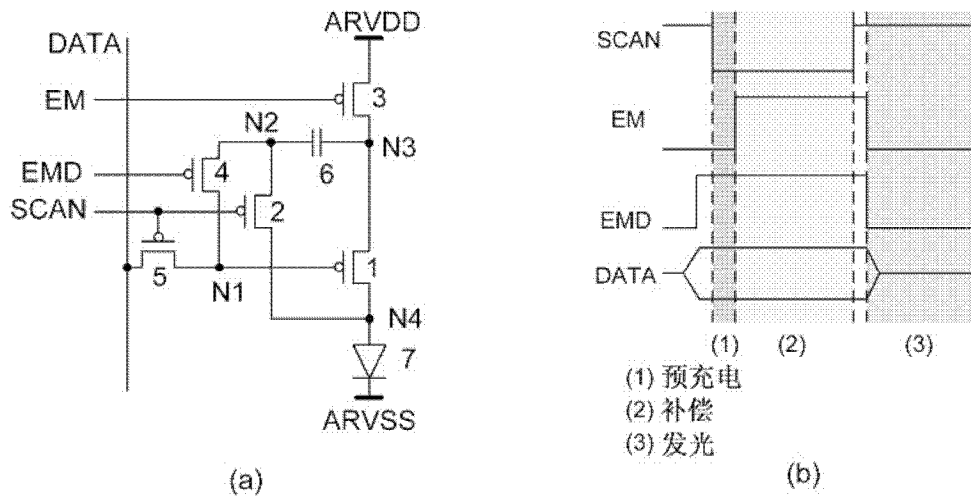 DATA
ARVDD
EM
3
N2
N3
EMD
4
6
SCAN
2
5
N1
1
N4
7
ARVSS
(a)
SCAN
EM
EMD
DATA
(1)
(2)
(3)
(1) 预充电
(2) 补偿
(3) 发光
(b)